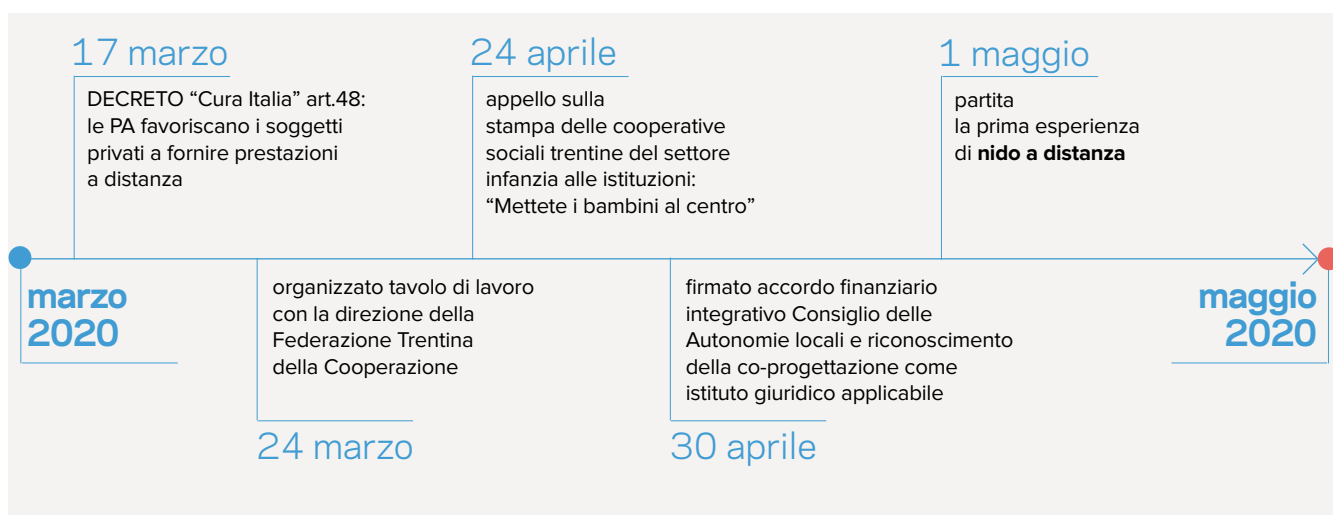 17 marzo
DECRETO “Cura Italia” art.48:
le PA favoriscano i soggetti
privati a fornire prestazioni
a distanza
24 aprile
appello sulla
stampa delle cooperative
sociali trentine del settore
infanzia alle istituzioni:
“Mettete i bambini al centro”
1 maggio
partita
la prima esperienza
di nido a distanza
marzo
2020
organizzato tavolo di lavoro
con la direzione della
Federazione Trentina
della Cooperazione
24 marzo
firmato accordo finanziario
integrativo Consiglio delle
Autonomie locali e riconoscimento
della co-progettazione come
istituto giuridico applicabile
30 aprile
maggio
2020